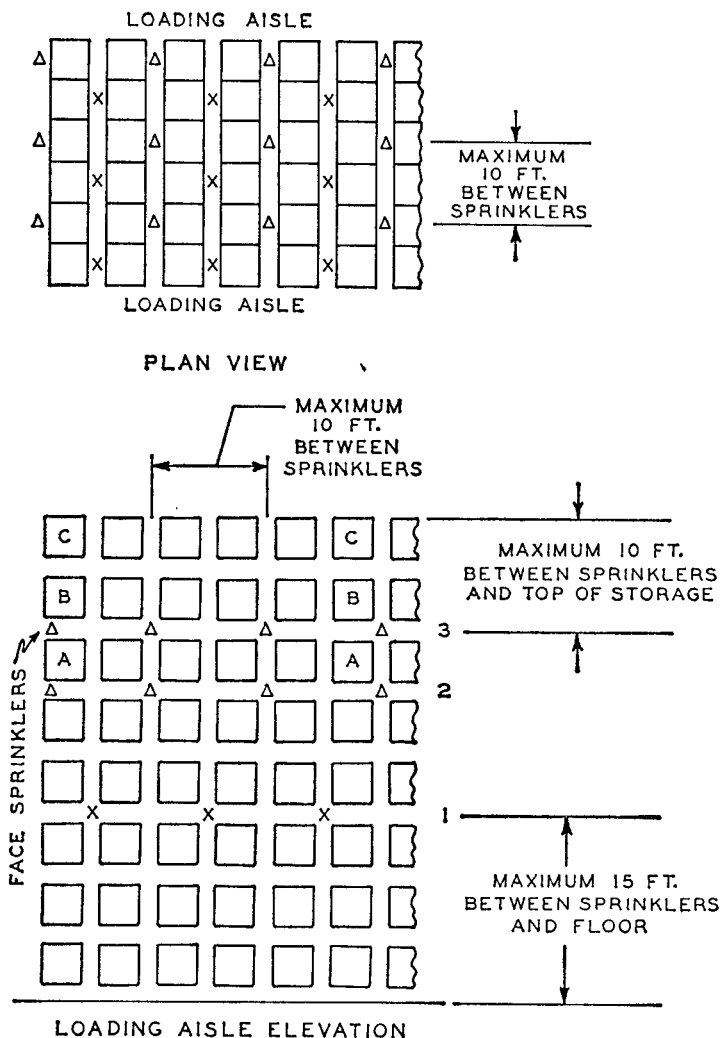 LOADING AISLE
MAXIMUM
10 FT.
BETWEEN
SPRINKLERS
LOADING AISLE
PLAN VIEW
MAXIMUM
10 FT.
BETWEEN
SPRINKLERS
C
C
MAXIMUM 10 FT.
BETWEEN SPRINKLERS
AND TOP OF STORAGE
B
B
3
A
A
2
FACE SPRINKLERS
X X X
1
MAXIMUM 15 FT.
BETWEEN SPRINKLERS
AND FLOOR
LOADING AISLE ELEVATION